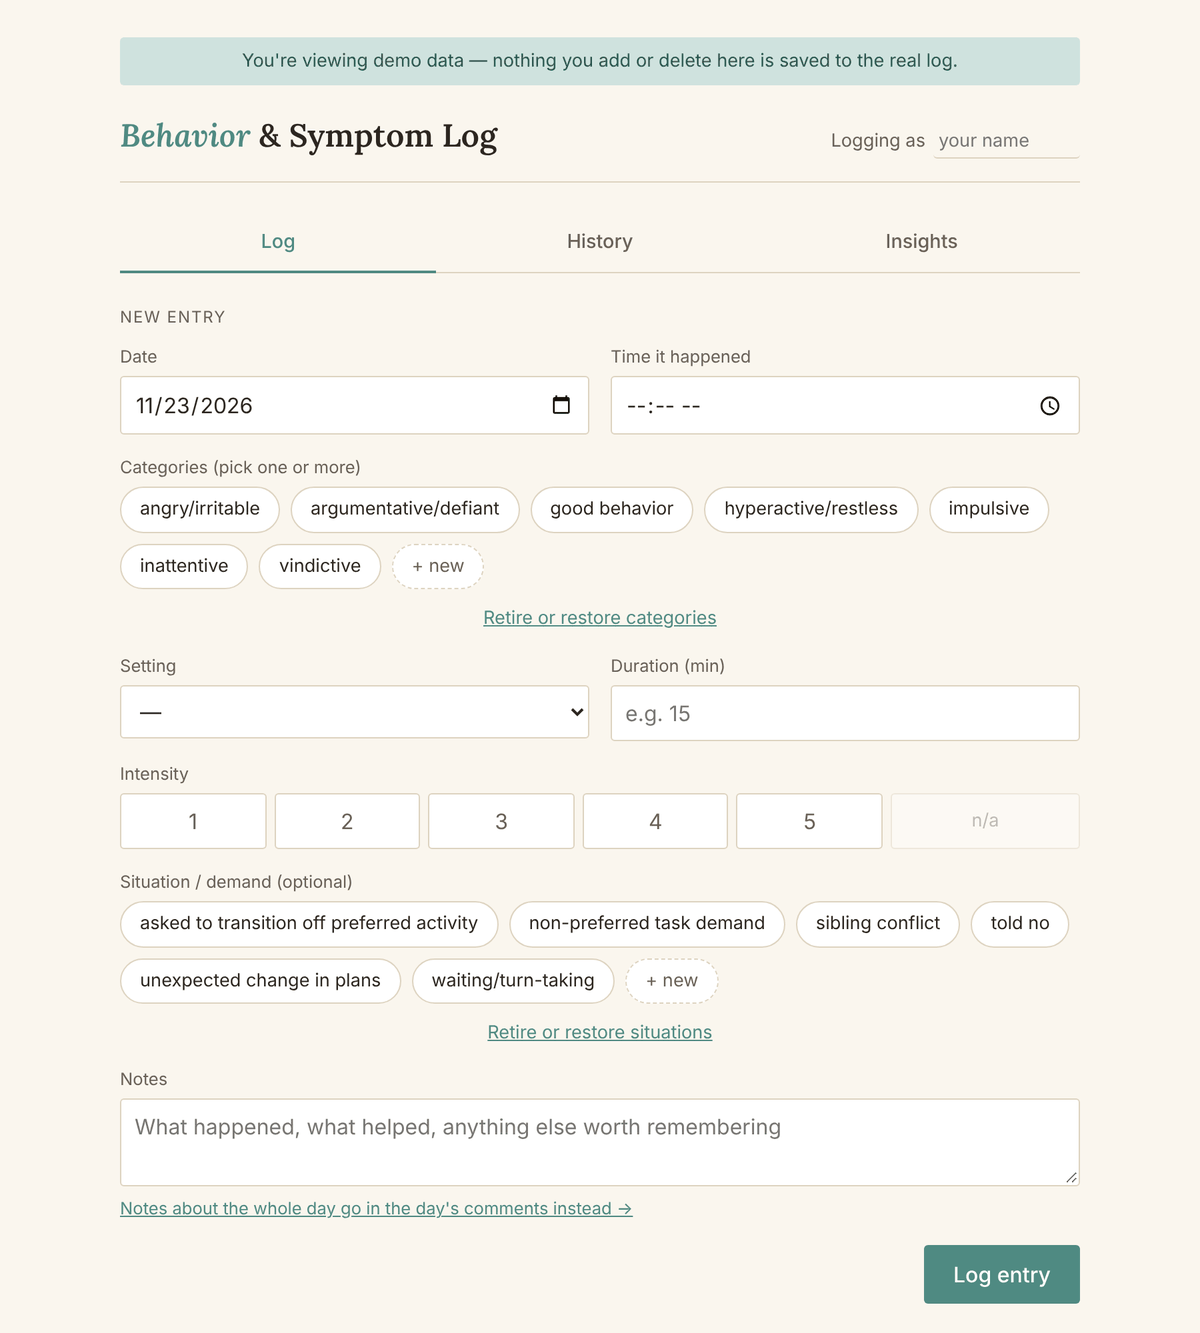 You're viewing demo data — nothing you add or delete here is saved to the real log.
Behavior & Symptom Log
Logging as your name
Log History Insights
NEW ENTRY
Date Time it happened
11/23/2026 --:-- --
Categories (pick one or more)
angry/irritable argumentative/defiant good behavior hyperactive/restless impulsive
inattentive vindictive + new
Retire or restore categories
Setting Duration (min)
— e.g. 15
Intensity
1 2 3 4 5 n/a
Situation / demand (optional)
asked to transition off preferred activity non-preferred task demand sibling conflict told no
unexpected change in plans waiting/turn-taking + new
Retire or restore situations
Notes
What happened, what helped, anything else worth remembering
Notes about the whole day go in the day's comments instead →
Log entry